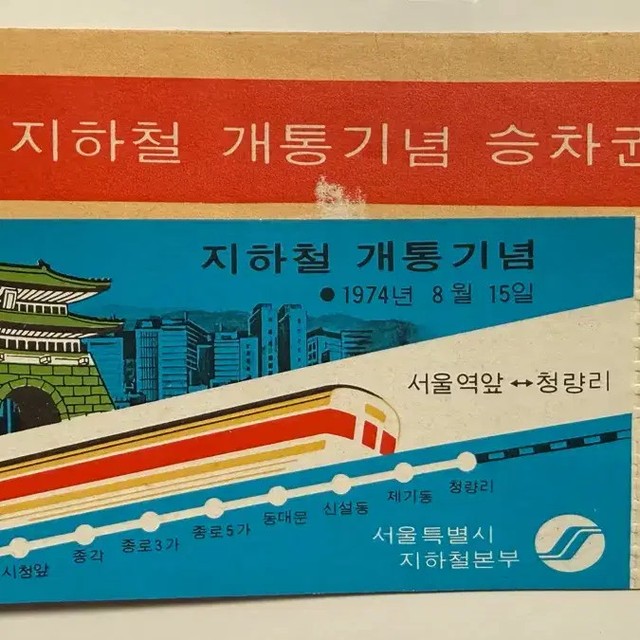 지하철 개통기념 승차권
지하철 개통기념
● 1974년 8월 15일
서울역앞 ↔ 청량리
시청앞 종각 종로3가 종로5가 동대문 신설동 제기동 청량리
서울특별시
지하철본부